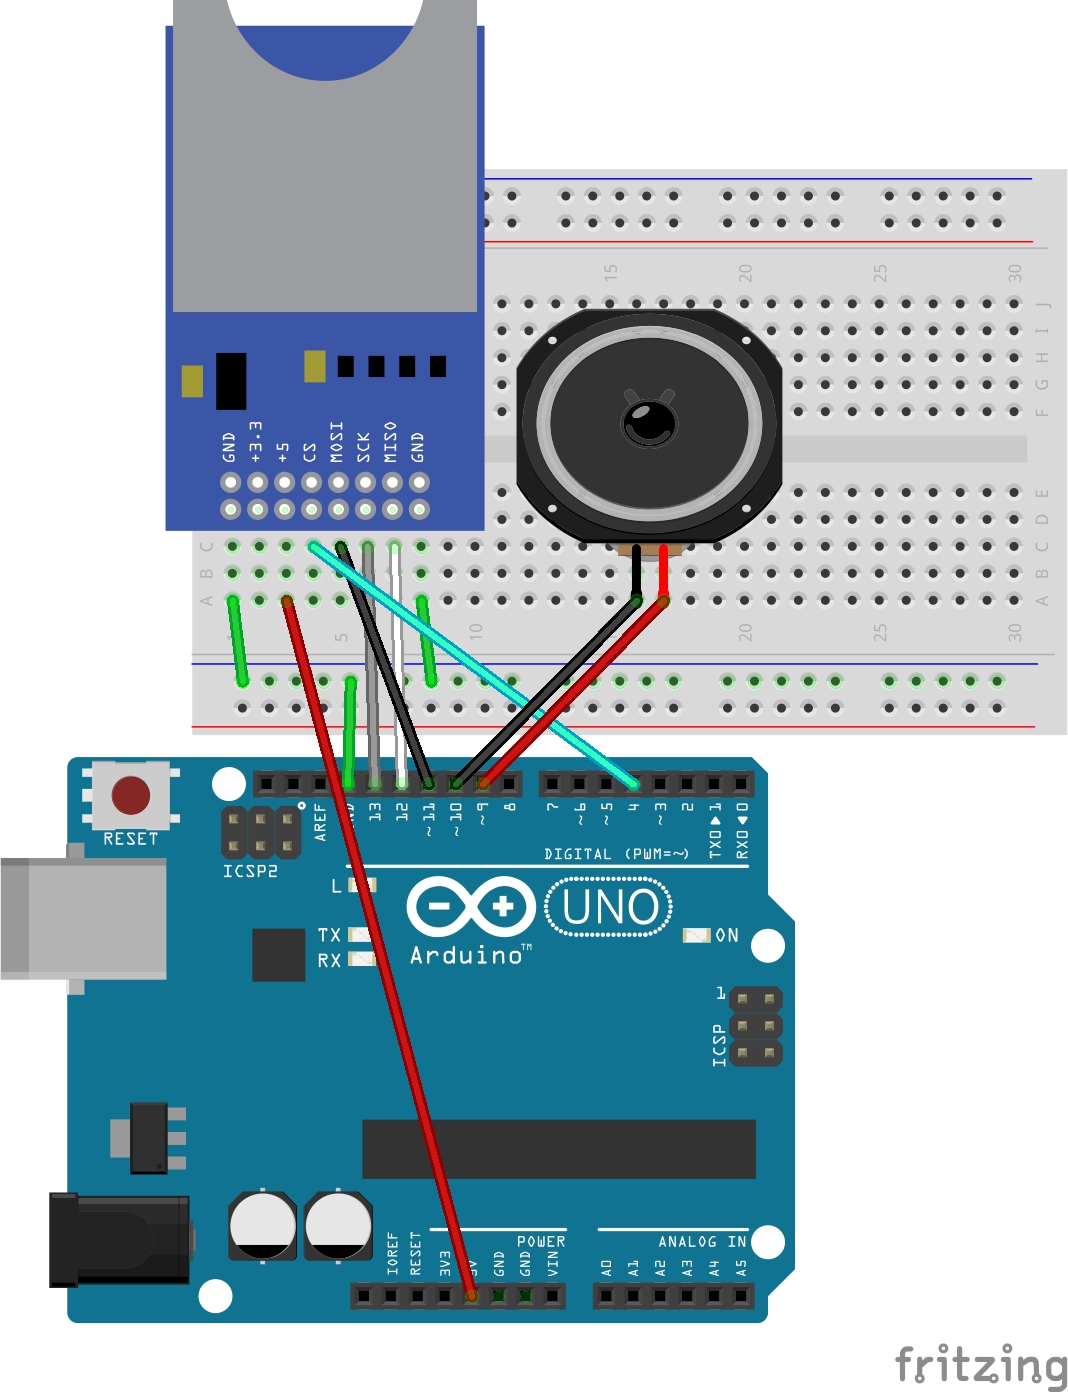 15
20
25
30
J
I
H
G
F
GND
+3.3
+5
CS
MOSI
SCK
MISO
GND
E
D
C
C
B
B
A
A
5
10
20
25
30
RESET
ICSP2
AREF
13
12
~11
~10
~9
8
7
~6
~5
4
~3
2
TX0▶1
RX0◀0
DIGITAL (PWM=~)
L
TX
RX
UNO
Arduino™
ON
1
ICSP
IOREF
RESET
3V3
5V
GND
GND
VIN
POWER
A0
A1
A2
A3
A4
A5
ANALOG IN
fritzing